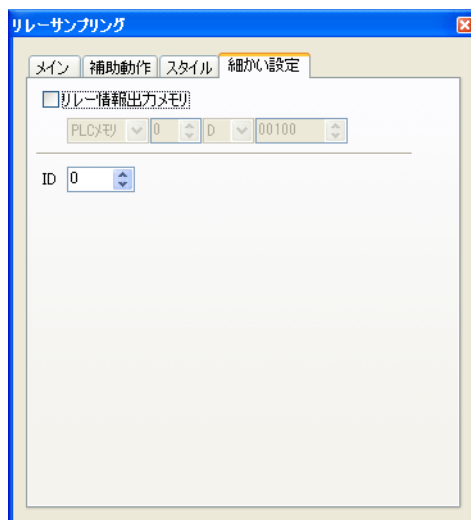 リレーサンプリング
メイン 補助動作 スタイル 細かい設定
リレー情報出力メモリ
PLCメモリ 0 D 00100
ID 0